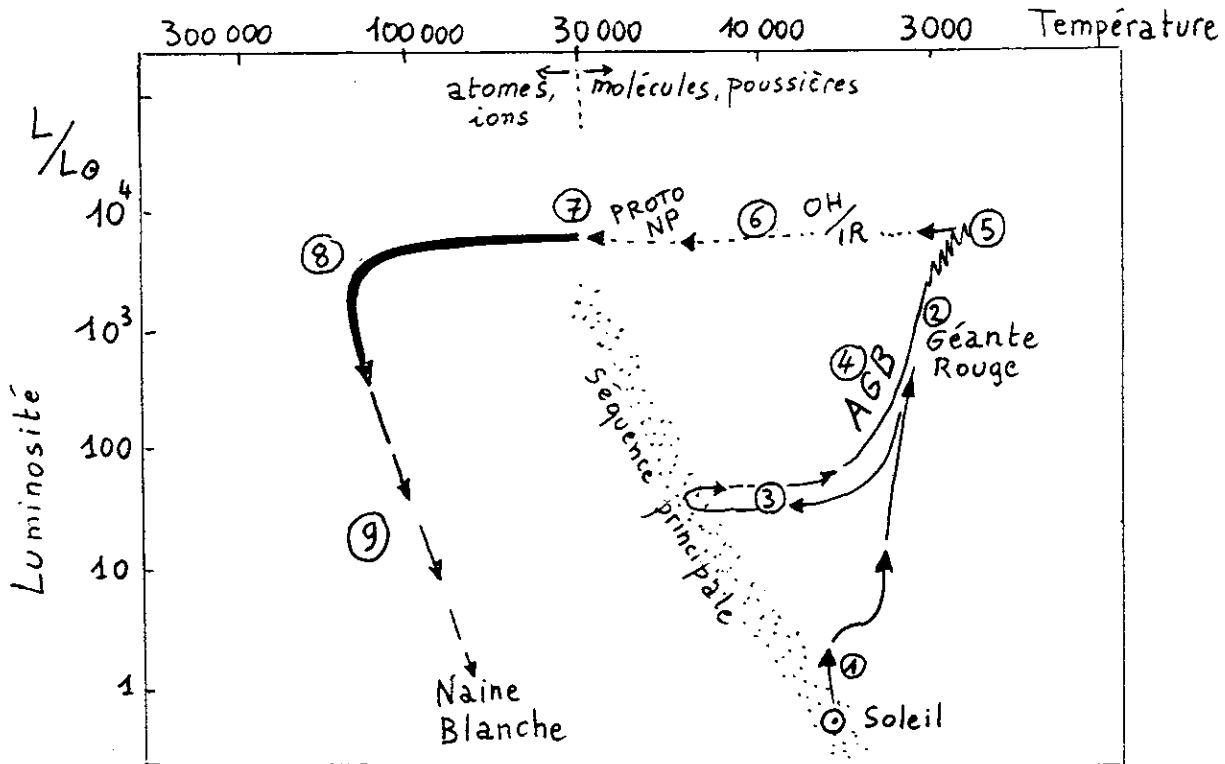 300 000 100 000 30 000 10 000 3 000 Température
atomes, molécules, poussières
ions
L/L⊙
10⁴
⑦ PROTO NP ⑥ OH/IR ⑤
⑧
10³
② Géante
Rouge
④ AGB
Luminosité
100
Séquence principale
③
⑨
10
1
①
Naine
Blanche
Soleil